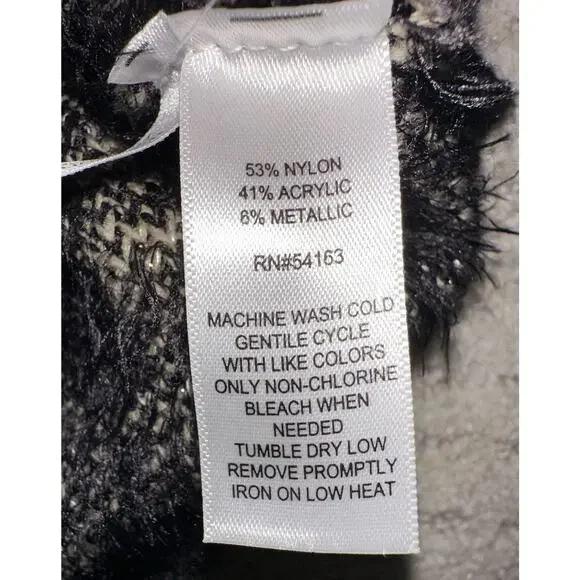 53% NYLON
41% ACRYLIC
6% METALLIC
RN#54163
MACHINE WASH COLD
GENTILE CYCLE
WITH LIKE COLORS
ONLY NON-CHLORINE
BLEACH WHEN
NEEDED
TUMBLE DRY LOW
REMOVE PROMPTLY
IRON ON LOW HEAT